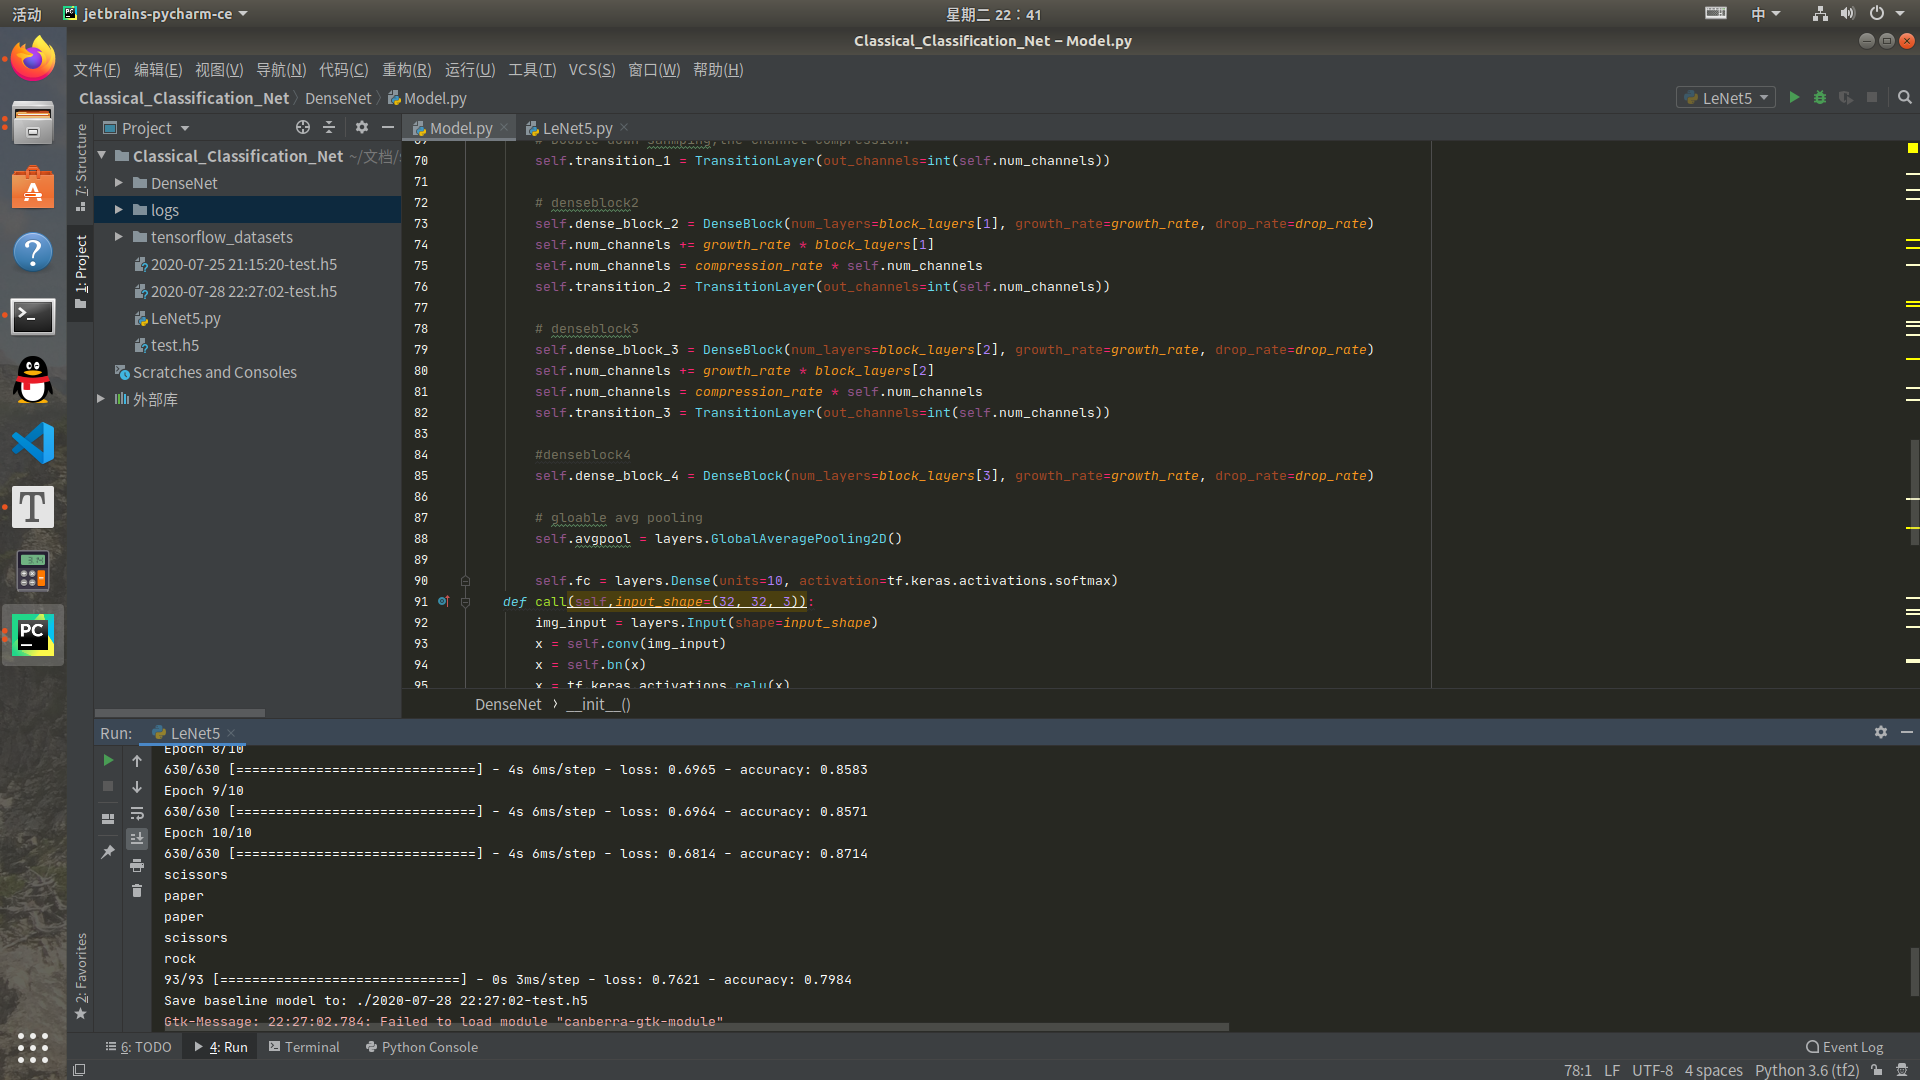 活动
jetbrains-pycharm-ce
星期二 22：41
中
Classical_Classification_Net – Model.py
文件(F) 编辑(E) 视图(V) 导航(N) 代码(C) 重构(R) 运行(U) 工具(T) VCS(S) 窗口(W) 帮助(H)
Classical_Classification_Net DenseNet Model.py
LeNet5
Project
Model.py
LeNet5.py
7: Structure
1: Project
2: Favorites
Classical_Classification_Net ~/文档/
DenseNet
logs
tensorflow_datasets
2020-07-25 21:15:20-test.h5
2020-07-28 22:27:02-test.h5
LeNet5.py
test.h5
Scratches and Consoles
外部库
70 self.transition_1 = TransitionLayer(out_channels=int(self.num_channels))
71
72 # denseblock2
73 self.dense_block_2 = DenseBlock(num_layers=block_layers[1], growth_rate=growth_rate, drop_rate=drop_rate)
74 self.num_channels += growth_rate * block_layers[1]
75 self.num_channels = compression_rate * self.num_channels
76 self.transition_2 = TransitionLayer(out_channels=int(self.num_channels))
77
78 # denseblock3
79 self.dense_block_3 = DenseBlock(num_layers=block_layers[2], growth_rate=growth_rate, drop_rate=drop_rate)
80 self.num_channels += growth_rate * block_layers[2]
81 self.num_channels = compression_rate * self.num_channels
82 self.transition_3 = TransitionLayer(out_channels=int(self.num_channels))
83
84 #denseblock4
85 self.dense_block_4 = DenseBlock(num_layers=block_layers[3], growth_rate=growth_rate, drop_rate=drop_rate)
86
87 # gloable avg pooling
88 self.avgpool = layers.GlobalAveragePooling2D()
89
90 self.fc = layers.Dense(units=10, activation=tf.keras.activations.softmax)
91 def call(self,input_shape=(32, 32, 3)):
92 img_input = layers.Input(shape=input_shape)
93 x = self.conv(img_input)
94 x = self.bn(x)
95 x = tf.keras.activations.relu(x)
DenseNet › __init__()
Run: LeNet5
Epoch 8/10
630/630 [==============================] - 4s 6ms/step - loss: 0.6965 - accuracy: 0.8583
Epoch 9/10
630/630 [==============================] - 4s 6ms/step - loss: 0.6964 - accuracy: 0.8571
Epoch 10/10
630/630 [==============================] - 4s 6ms/step - loss: 0.6814 - accuracy: 0.8714
scissors
paper
paper
scissors
rock
93/93 [==============================] - 0s 3ms/step - loss: 0.7621 - accuracy: 0.7984
Save baseline model to: ./2020-07-28 22:27:02-test.h5
Gtk-Message: 22:27:02.784: Failed to load module "canberra-gtk-module"
6: TODO 4: Run Terminal Python Console Event Log
78:1 LF UTF-8 4 spaces Python 3.6 (tf2)